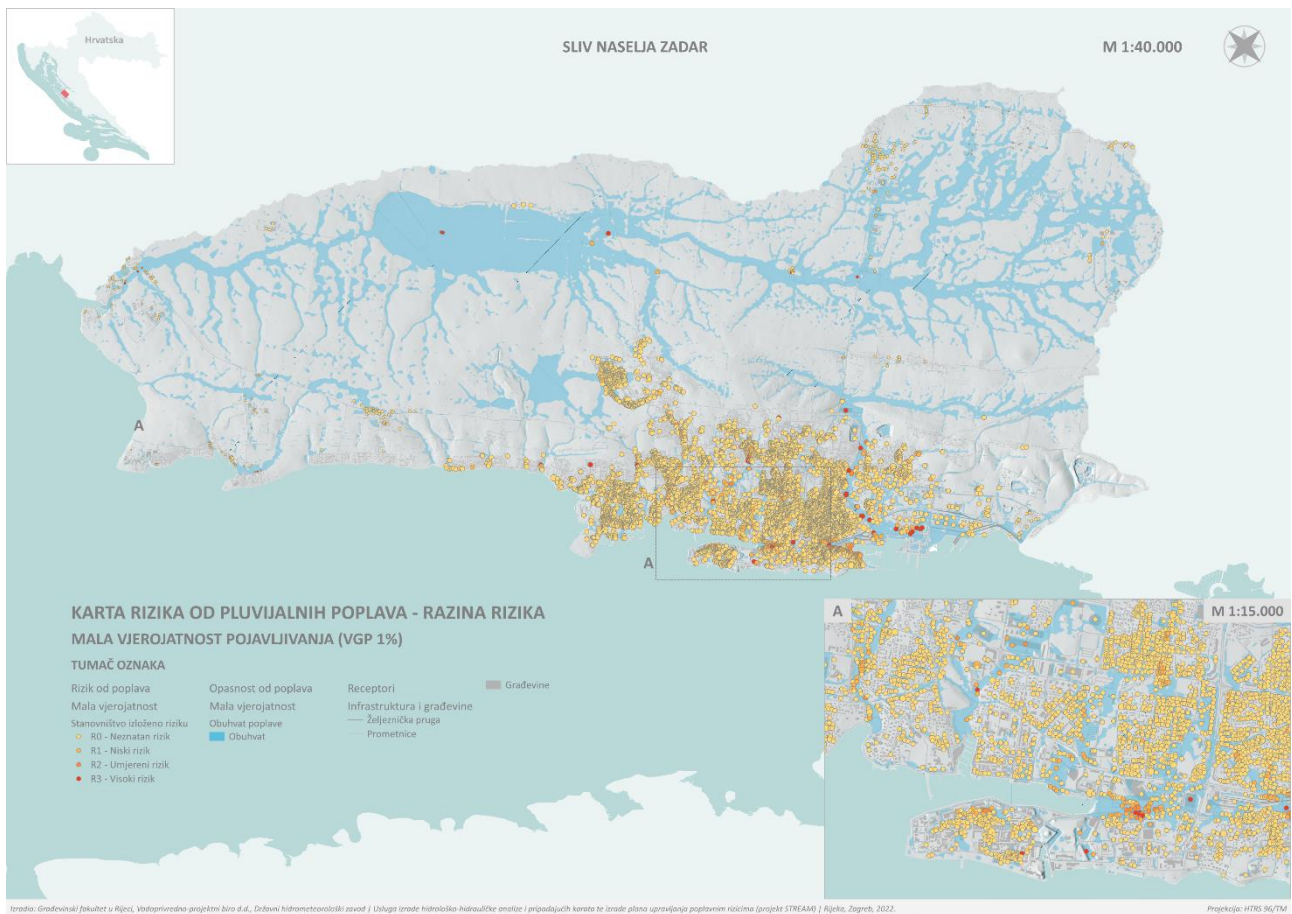 Hrvatska
SLIV NASELJA ZADAR
M 1:40.000
A
A
KARTA RIZIKA OD PLUVIJALNIH POPLAVA - RAZINA RIZIKA
MALA VJEROJATNOST POJAVLJIVANJA (VGP 1%)
TUMAČ OZNAKA
Rizik od poplava
Mala vjerojatnost
Stanovništvo izloženo riziku
R0 - Neznatan rizik
R1 - Niski rizik
R2 - Umjereni rizik
R3 - Visoki rizik
Opasnost od poplava
Mala vjerojatnost
Obuhvat poplave
Obuhvat
Receptori
Infrastruktura i građevine
Željeznička pruga
Prometnice
Građevine
A
M 1:15.000
Izradio: Građevinski fakultet u Rijeci, Vodoprivredno-projektni biro d.d., Državni hidrometeorološki zavod | Usluga izrade hidrološko-hidrauličke analize i pripadajućih karata te izrade plana upravljanja poplavnim rizicima (projekt STREAM) | Rijeka, Zagreb, 2022.
Projekcija: HTRS 96/TM